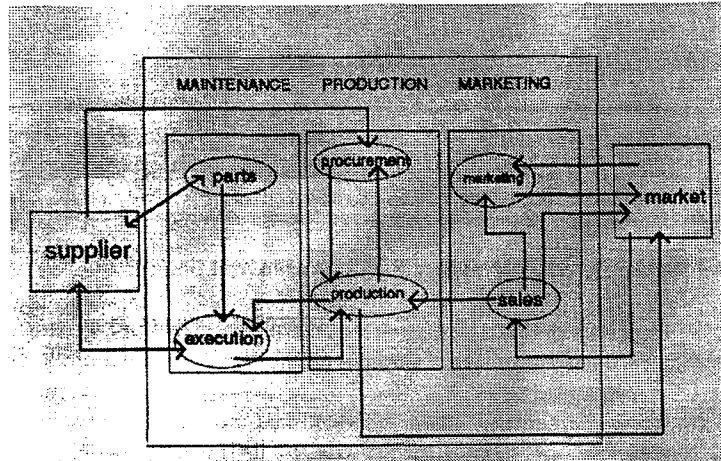 MAINTENANCE PRODUCTION MARKETING
parts
procurement
marketing
market
supplier
production
sales
execution